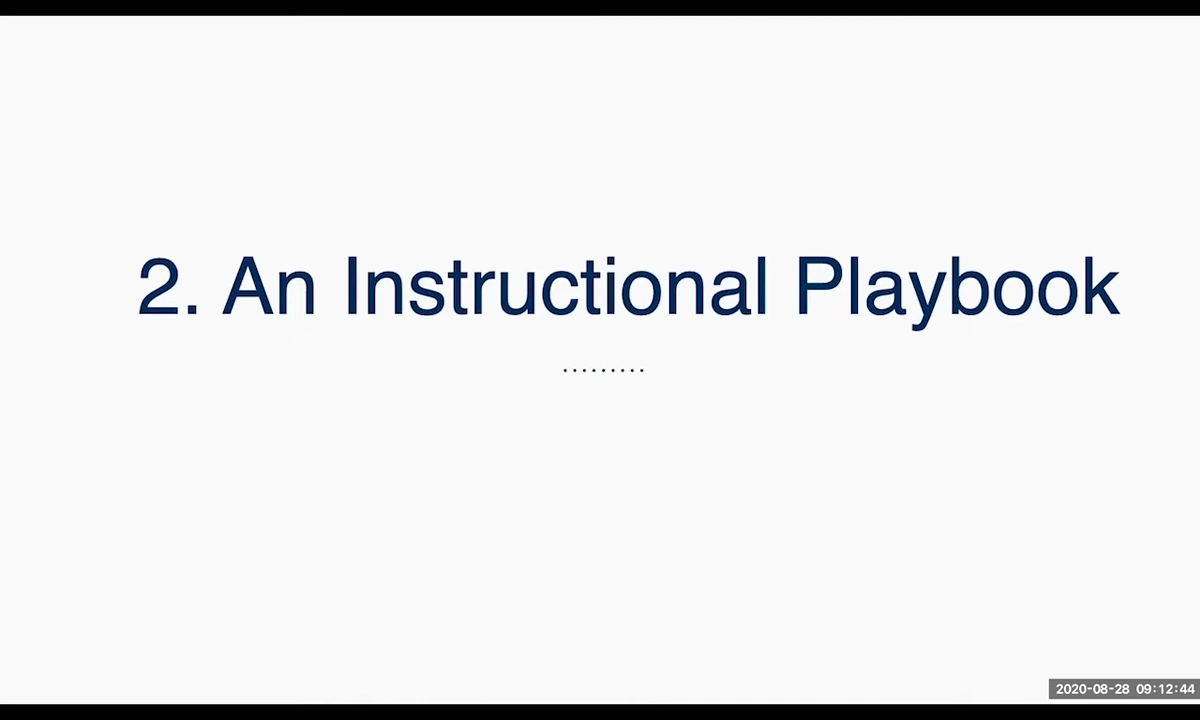 2. An Instructional Playbook
.........
2020-08-28 09:12:44